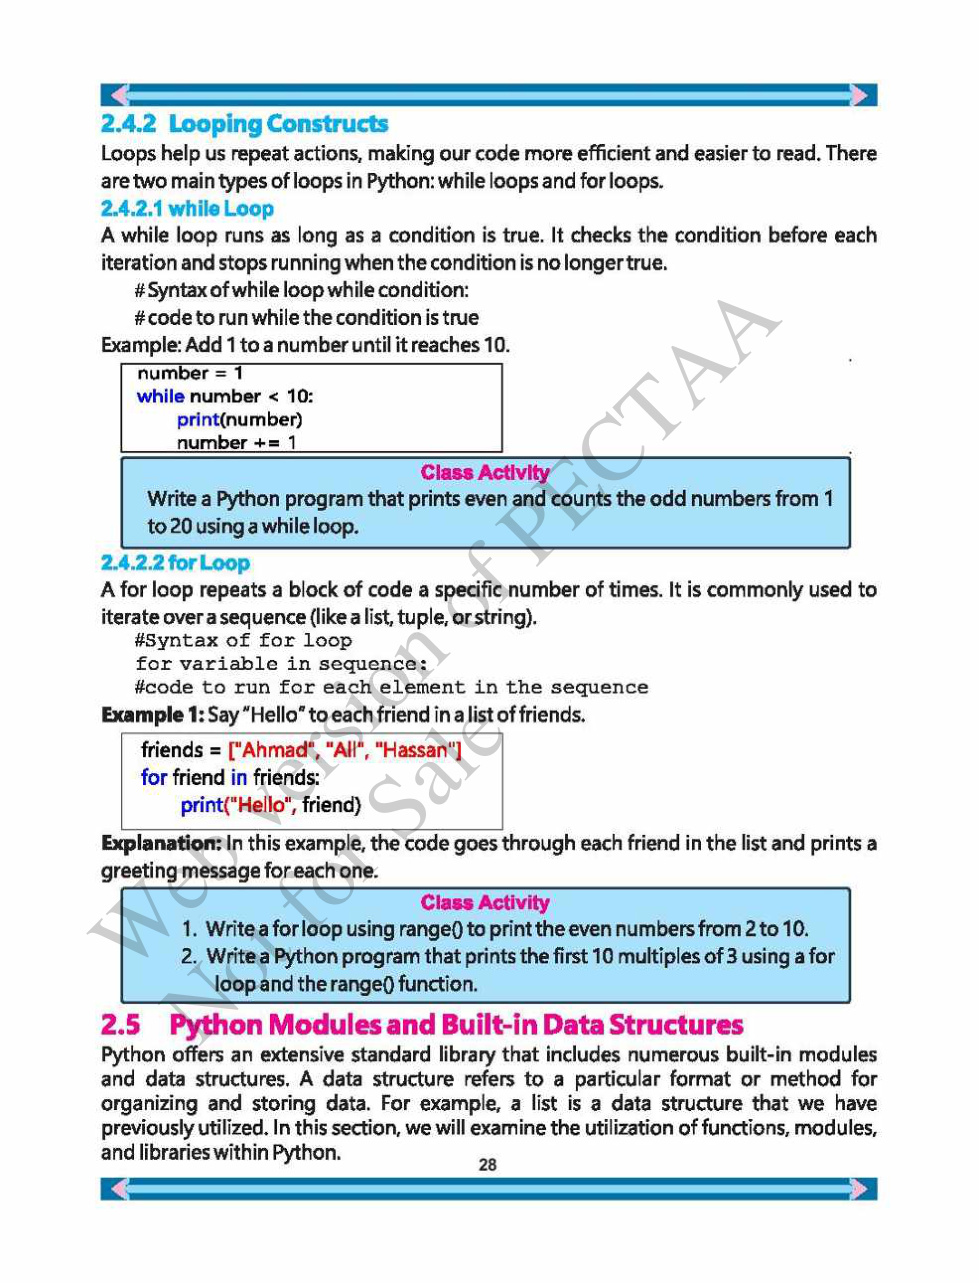 2.4.2 Looping Constructs
Loops help us repeat actions, making our code more efficient and easier to read. There
are two main types of loops in Python: while loops and for loops.
2.4.2.1 while Loop
A while loop runs as long as a condition is true. It checks the condition before each
iteration and stops running when the condition is no longer true.
# Syntax of while loop while condition:
# code to run while the condition is true
Example: Add 1 to a number until it reaches 10.
number = 1
while number < 10:
print(number)
number += 1
Class Activity
Write a Python program that prints even and counts the odd numbers from 1
to 20 using a while loop.
2.4.2.2 for Loop
A for loop repeats a block of code a specific number of times. It is commonly used to
iterate over a sequence (like a list, tuple, or string).
#Syntax of for loop
for variable in sequence:
#code to run for each element in the sequence
Example 1: Say "Hello" to each friend in a list of friends.
friends = ["Ahmad", "Ali", "Hassan"]
for friend in friends:
print("Hello", friend)
Explanation: In this example, the code goes through each friend in the list and prints a
greeting message for each one.
Class Activity
1. Write a for loop using range() to print the even numbers from 2 to 10.
2. Write a Python program that prints the first 10 multiples of 3 using a for
loop and the range() function.
2.5 Python Modules and Built-in Data Structures
Python offers an extensive standard library that includes numerous built-in modules
and data structures. A data structure refers to a particular format or method for
organizing and storing data. For example, a list is a data structure that we have
previously utilized. In this section, we will examine the utilization of functions, modules,
and libraries within Python.
28
Web version of PECTAA
Not for Sale